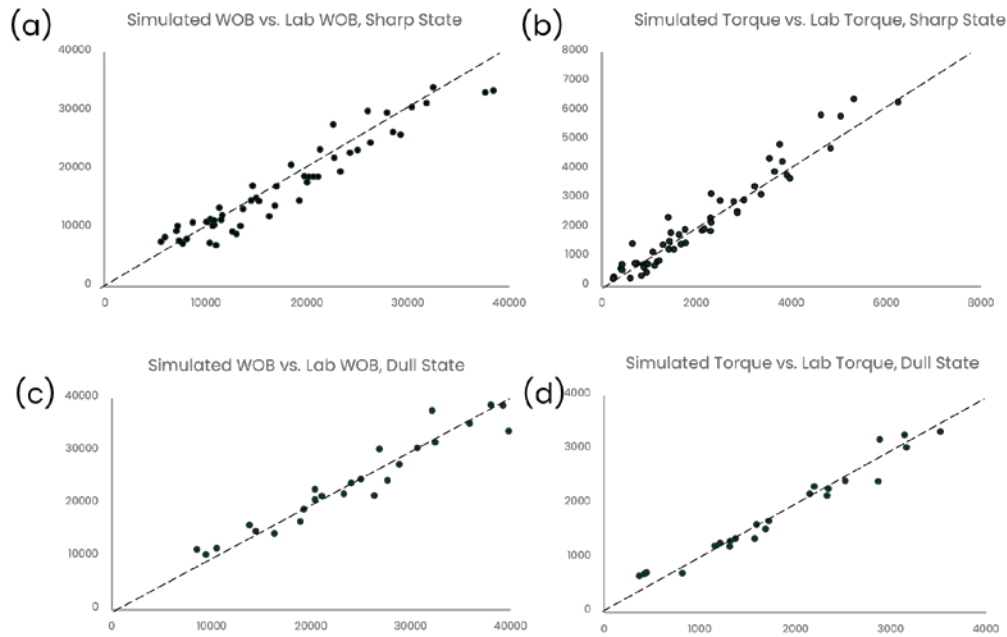 (a)
Simulated WOB vs. Lab WOB, Sharp State
40000
30000
20000
10000
0
0 10000 20000 30000 40000
(b)
Simulated Torque vs. Lab Torque, Sharp State
8000
7000
6000
5000
4000
3000
2000
1000
0
0 2000 4000 6000 8000
(c)
Simulated WOB vs. Lab WOB, Dull State
40000
30000
20000
10000
0
0 10000 20000 30000 40000
(d)
Simulated Torque vs. Lab Torque, Dull State
4000
3000
2000
1000
0
0 1000 2000 3000 4000